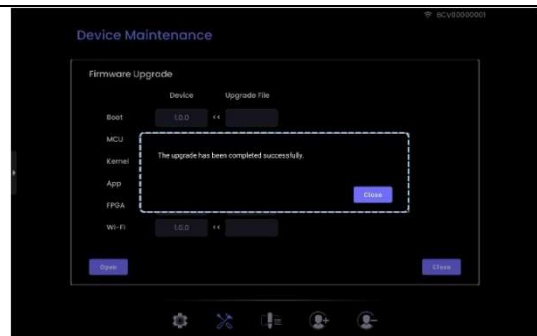 BCV00000001
Device Maintenance
Firmware Upgrade
Device Upgrade File
Boot 1.0.0 <<
MCU
Kernel
The upgrade has been completed successfully.
App
Close
FPGA
Wi-Fi 1.0.0 <<
Open Close